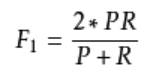 F₁ = 2 * PR / P + R